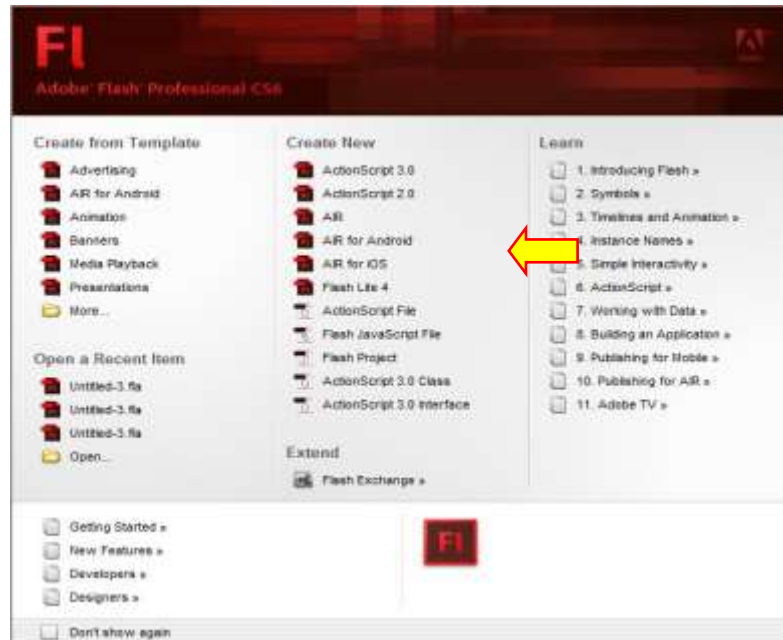 Fl
Adobe® Flash® Professional CS6
Create from Template
Advertising
AIR for Android
Animation
Banners
Media Playback
Presentations
More...
Open a Recent Item
Untitled-3.fla
Untitled-3.fla
Untitled-3.fla
Open...
Create New
ActionScript 3.0
ActionScript 2.0
AIR
AIR for Android
AIR for iOS
Flash Lite 4
ActionScript File
Flash JavaScript File
Flash Project
ActionScript 3.0 Class
ActionScript 3.0 Interface
Extend
Flash Exchange »
Learn
1. Introducing Flash »
2. Symbols »
3. Timelines and Animation »
4. Instance Names »
5. Simple Interactivity »
6. ActionScript »
7. Working with Data »
8. Building an Application »
9. Publishing for Mobile »
10. Publishing for AIR »
11. Adobe TV »
Getting Started »
New Features »
Developers »
Designers »
Fl
Don't show again